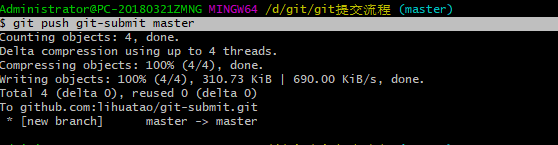 Administrator@PC-20180321ZMNG MINGW64 /d/git/git提交流程 (master)
$ git push git-submit master
Counting objects: 4, done.
Delta compression using up to 4 threads.
Compressing objects: 100% (4/4), done.
Writing objects: 100% (4/4), 310.73 KiB | 690.00 KiB/s, done.
Total 4 (delta 0), reused 0 (delta 0)
To github.com:lihuatao/git-submit.git
 * [new branch]      master -> master